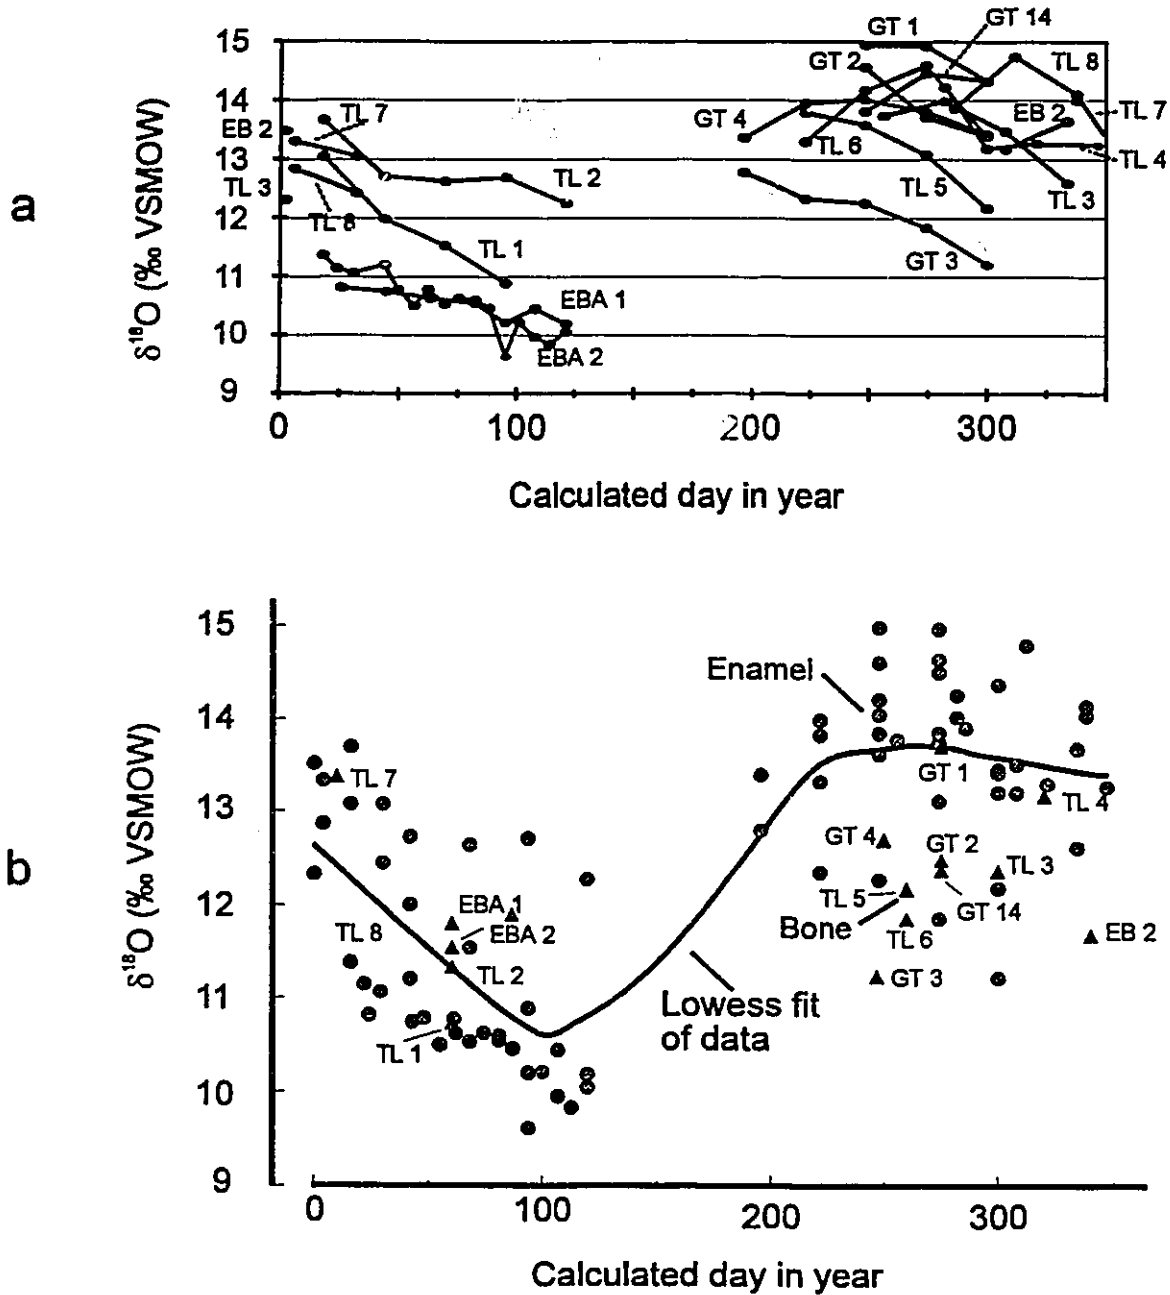 a
δ¹⁸O (‰ VSMOW)
15
14
13
12
11
10
9
0
100
200
300
Calculated day in year
GT 1
GT 14
GT 2
TL 8
GT 4
EB 2
TL 7
TL 6
TL 4
TL 5
TL 3
GT 3
TL 7
EB 2
TL 3
TL 8
TL 2
TL 1
EBA 1
EBA 2
b
δ¹⁸O (‰ VSMOW)
15
14
13
12
11
10
9
0
100
200
300
Calculated day in year
Enamel
TL 7
GT 1
TL 4
GT 4
GT 2
TL 3
TL 5
GT 14
Bone
TL 6
EB 2
GT 3
EBA 1
EBA 2
TL 8
TL 2
TL 1
Lowess fit
of data